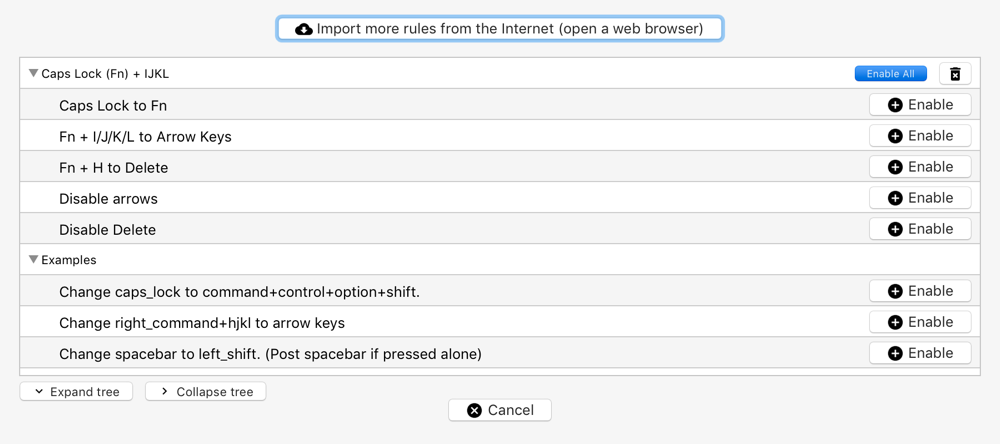 Import more rules from the Internet (open a web browser)
Caps Lock (Fn) + IJKL Enable All
Caps Lock to Fn Enable
Fn + I/J/K/L to Arrow Keys Enable
Fn + H to Delete Enable
Disable arrows Enable
Disable Delete Enable
Examples
Change caps_lock to command+control+option+shift. Enable
Change right_command+hjkl to arrow keys Enable
Change spacebar to left_shift. (Post spacebar if pressed alone) Enable
Expand tree Collapse tree
Cancel